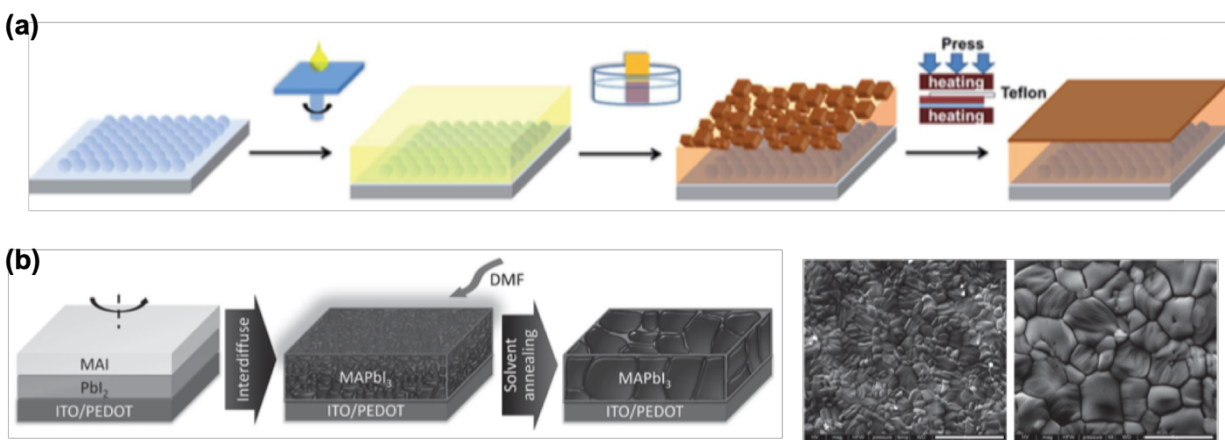 (a)
Press
heating
Teflon
heating
(b)
DMF
MAI
PbI₂
ITO/PEDOT
Interdiffuse
MAPbI₃
ITO/PEDOT
Solvent
annealing
MAPbI₃
ITO/PEDOT